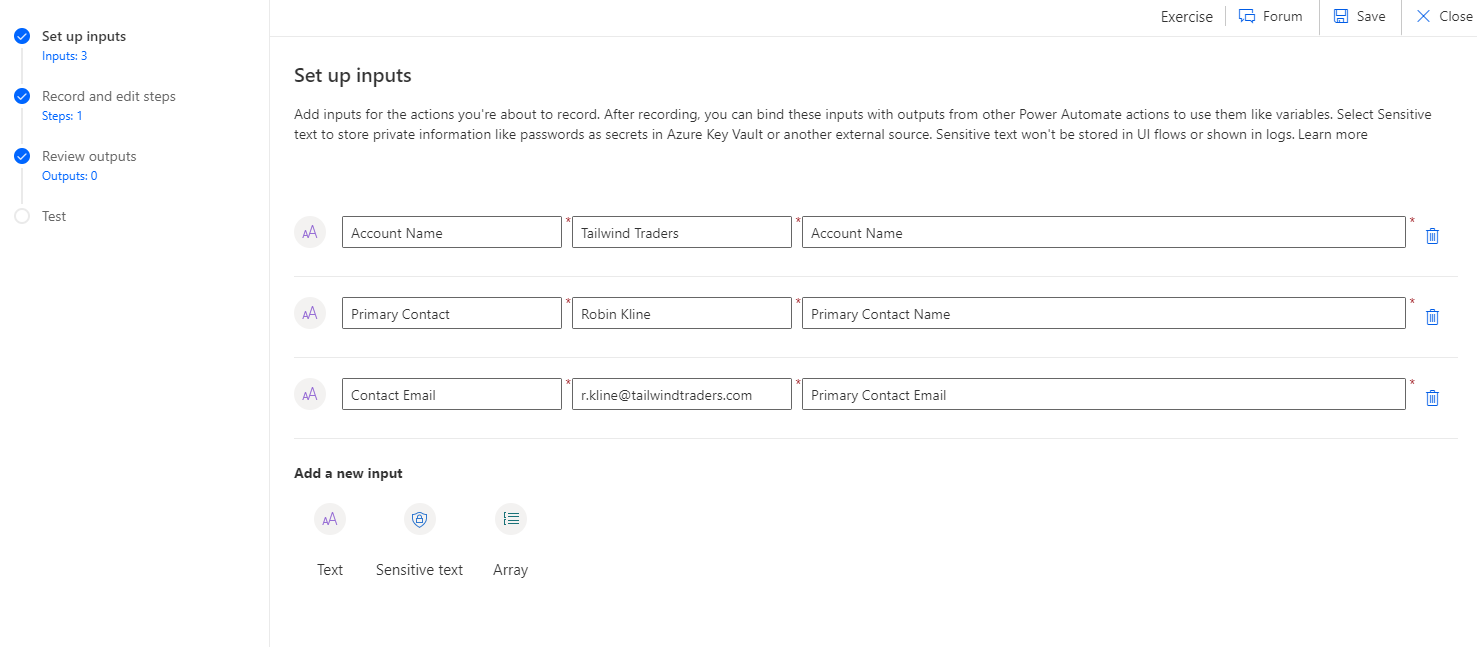 Exercise
Forum
Save
Close
Set up inputs
Inputs: 3
Record and edit steps
Steps: 1
Review outputs
Outputs: 0
Test
Set up inputs
Add inputs for the actions you're about to record. After recording, you can bind these inputs with outputs from other Power Automate actions to use them like variables. Select Sensitive
text to store private information like passwords as secrets in Azure Key Vault or another external source. Sensitive text won't be stored in UI flows or shown in logs. Learn more
AA Account Name * Tailwind Traders * Account Name *
AA Primary Contact * Robin Kline * Primary Contact Name *
AA Contact Email * r.kline@tailwindtraders.com * Primary Contact Email *
Add a new input
AA
Text Sensitive text Array